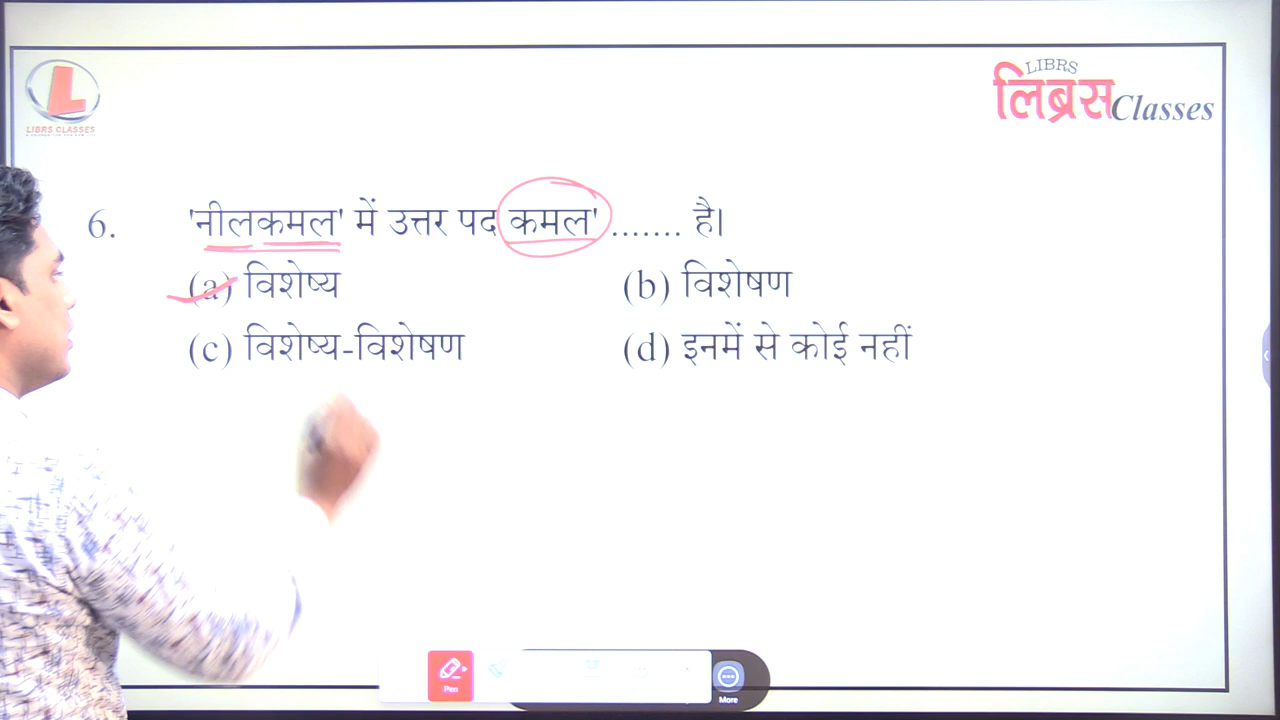 LIBRS
लिब्रस Classes
L
LIBRS CLASSES
6. 'नीलकमल' में उत्तर पद कमल' ....... है।
(a) विशेष्य (b) विशेषण
(c) विशेष्य-विशेषण (d) इनमें से कोई नहीं
Pen
More